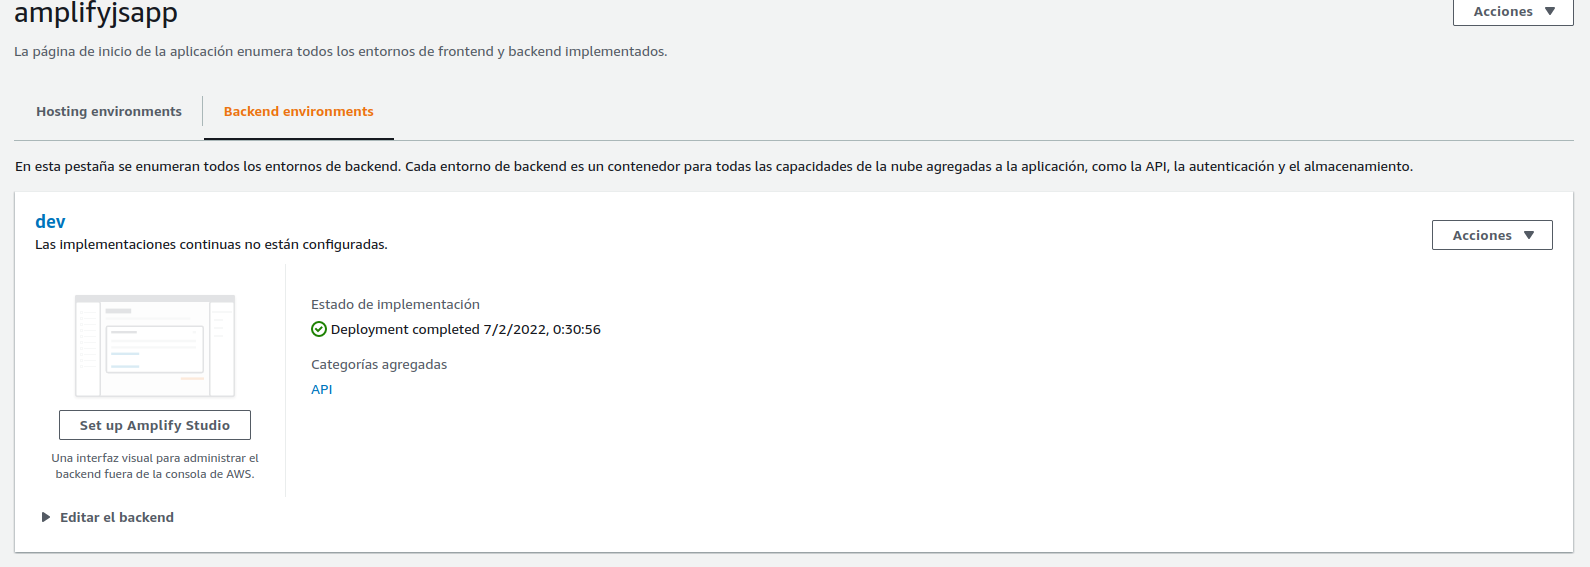 amplifyjsapp
Acciones
La página de inicio de la aplicación enumera todos los entornos de frontend y backend implementados.
Hosting environments
Backend environments
En esta pestaña se enumeran todos los entornos de backend. Cada entorno de backend es un contenedor para todas las capacidades de la nube agregadas a la aplicación, como la API, la autenticación y el almacenamiento.
dev
Las implementaciones continuas no están configuradas.
Acciones
Estado de implementación
Deployment completed 7/2/2022, 0:30:56
Categorías agregadas
API
Set up Amplify Studio
Una interfaz visual para administrar el
backend fuera de la consola de AWS.
Editar el backend